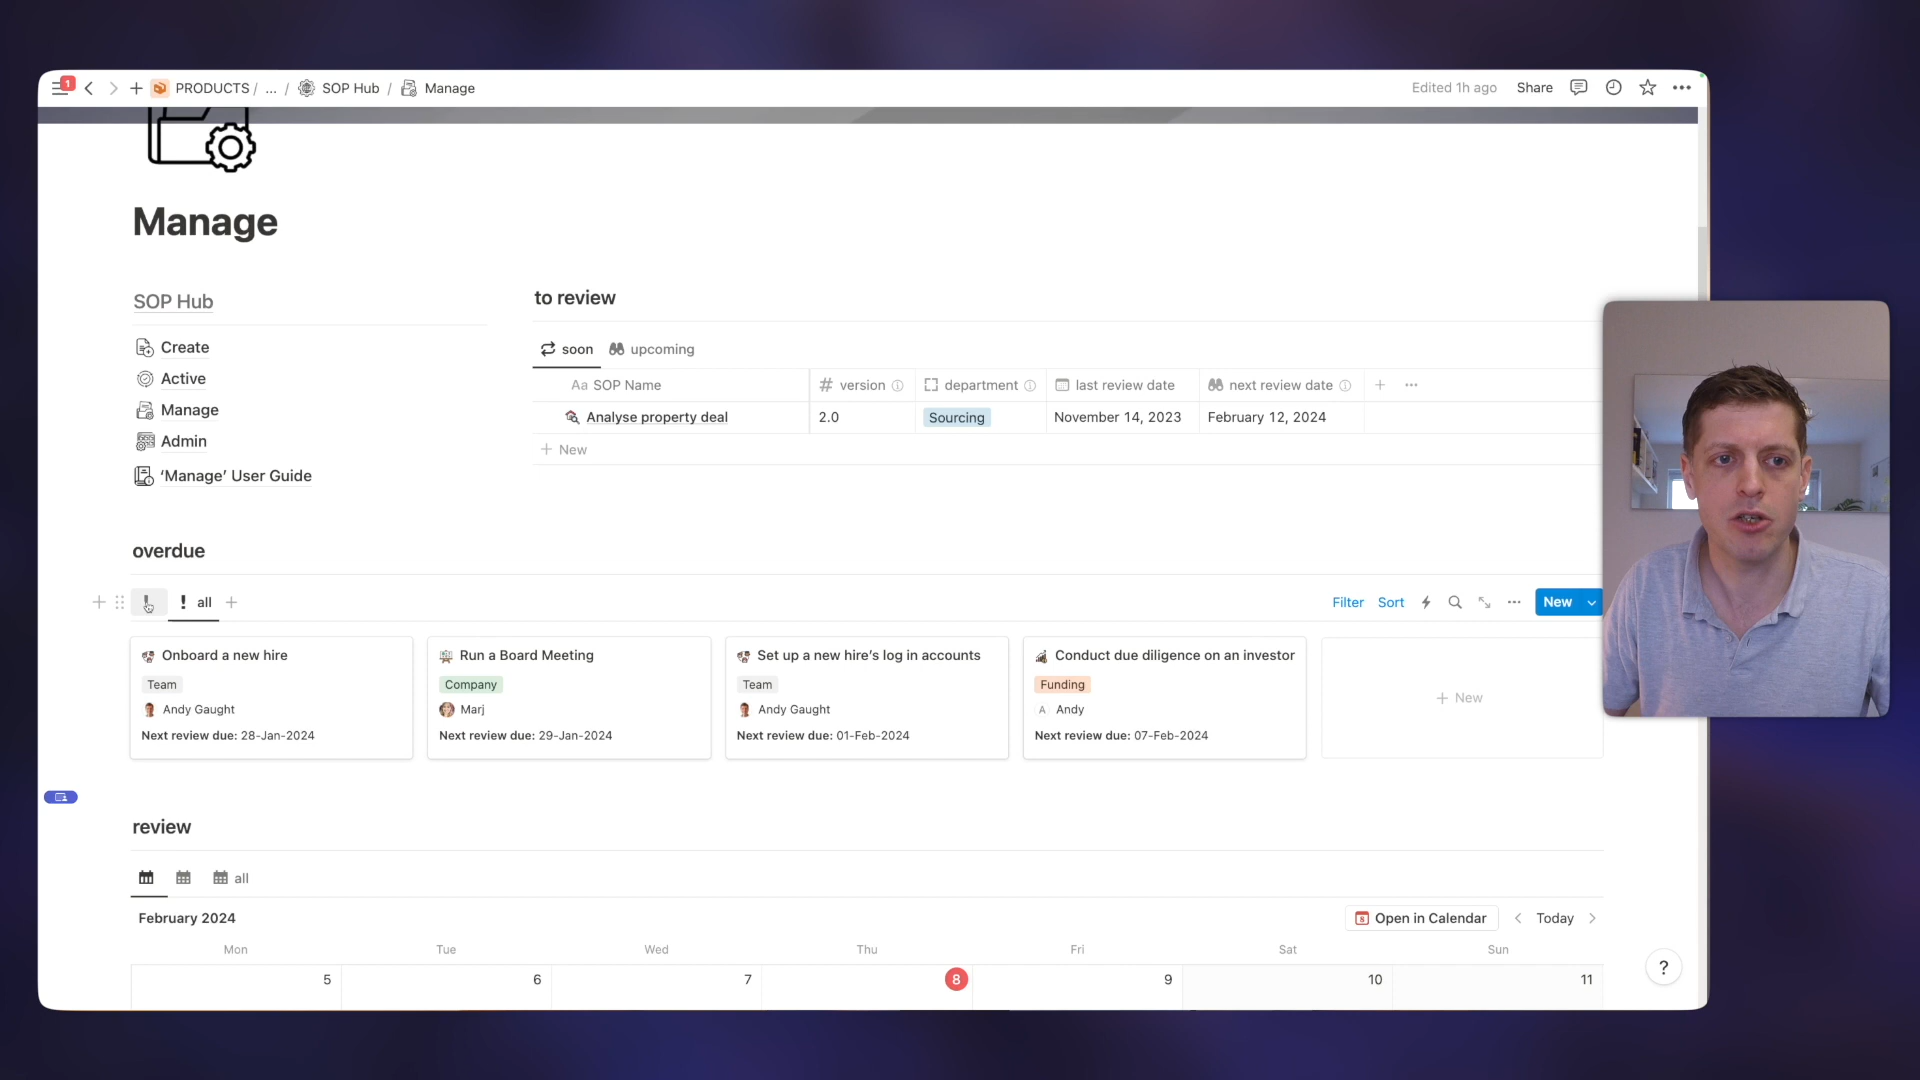 1
PRODUCTS / ... / SOP Hub / Manage
Edited 1h ago Share
Manage
SOP Hub
Create
Active
Manage
Admin
‘Manage’ User Guide
to review
soon upcoming
Aa SOP Name # version department last review date next review date
Analyse property deal 2.0 Sourcing November 14, 2023 February 12, 2024
+ New
overdue
all
Filter Sort New
Onboard a new hire
Team
Andy Gaught
Next review due: 28-Jan-2024
Run a Board Meeting
Company
Marj
Next review due: 29-Jan-2024
Set up a new hire’s log in accounts
Team
Andy Gaught
Next review due: 01-Feb-2024
Conduct due diligence on an investor
Funding
A Andy
Next review due: 07-Feb-2024
+ New
review
all
February 2024
8 Open in Calendar < Today >
Mon Tue Wed Thu Fri Sat Sun
5 6 7 8 9 10 11
?